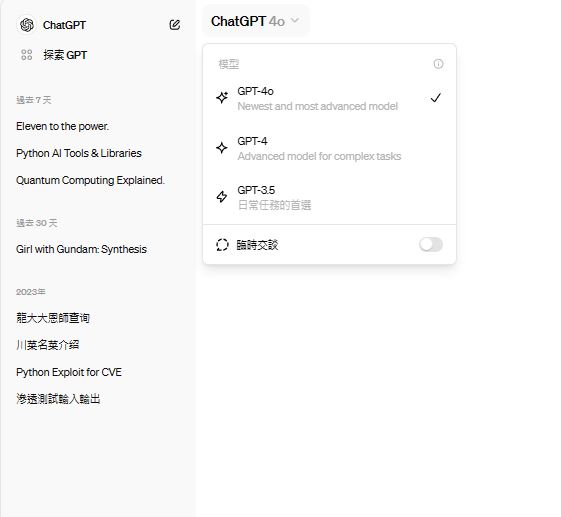 ChatGPT
探索 GPT
過去 7 天
Eleven to the power.
Python AI Tools & Libraries
Quantum Computing Explained.
過去 30 天
Girl with Gundam: Synthesis
2023年
龍大大恩師查询
川菜名菜介紹
Python Exploit for CVE
滲透測試輸入輸出
ChatGPT 4o
模型
GPT-4o
Newest and most advanced model
GPT-4
Advanced model for complex tasks
GPT-3.5
日常任務的首選
臨時交談